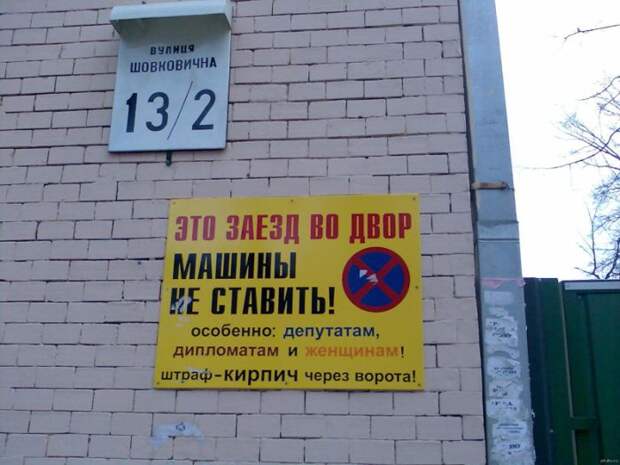 вулиця
ШОВКОВИЧНА
13/2
ЭТО ЗАЕЗД ВО ДВОР
МАШИНЫ
НЕ СТАВИТЬ!
особенно: депутатам,
дипломатам и женщинам!
штраф-кирпич через ворота!